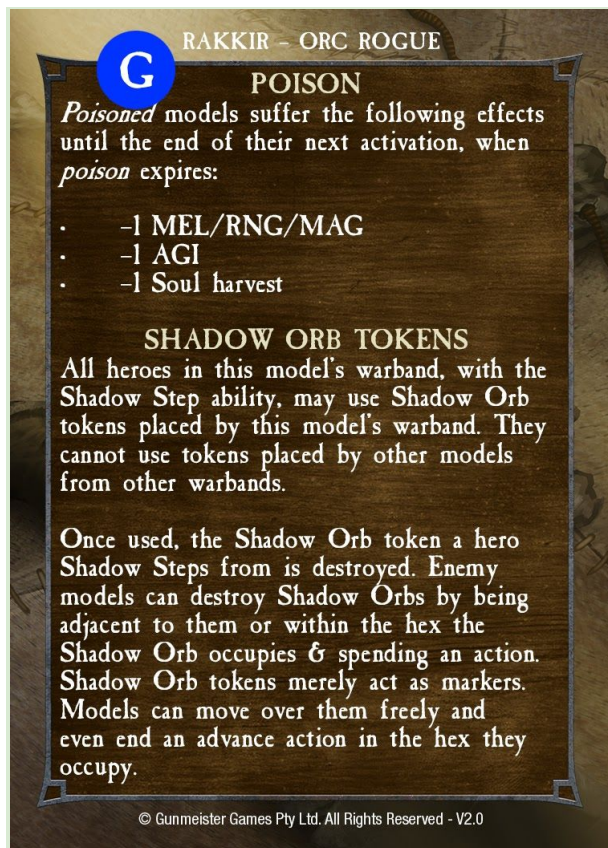 RAKKIR – ORC ROGUE
G
POISON
Poisoned models suffer the following effects
until the end of their next activation, when
poison expires:
· –1 MEL/RNG/MAG
· –1 AGI
· –1 Soul harvest
SHADOW ORB TOKENS
All heroes in this model's warband, with the
Shadow Step ability, may use Shadow Orb
tokens placed by this model's warband. They
cannot use tokens placed by other models
from other warbands.
Once used, the Shadow Orb token a hero
Shadow Steps from is destroyed. Enemy
models can destroy Shadow Orbs by being
adjacent to them or within the hex the
Shadow Orb occupies & spending an action.
Shadow Orb tokens merely act as markers.
Models can move over them freely and
even end an advance action in the hex they
occupy.
© Gunmeister Games Pty Ltd. All Rights Reserved - V2.0